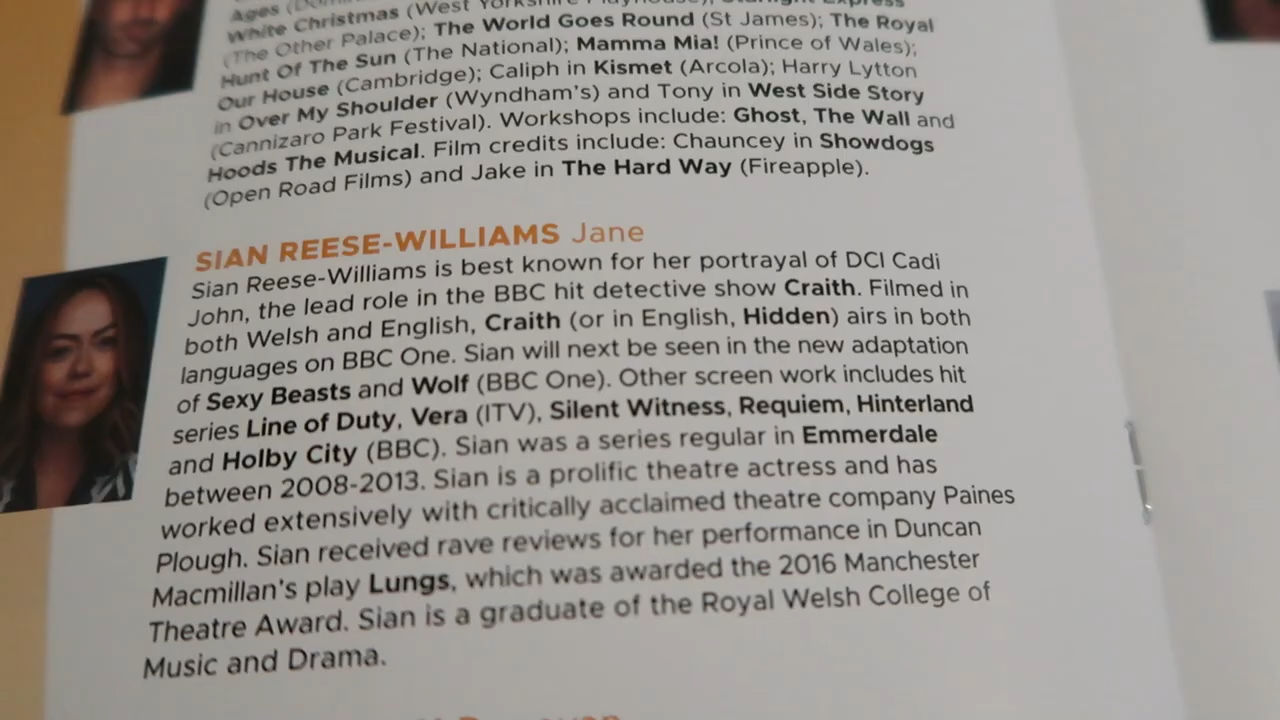 Ages
White Christmas (West Yorkshire Playhouse); Starlight Express
(The Other Palace); The World Goes Round (St James); The Royal
Hunt Of The Sun (The National); Mamma Mia! (Prince of Wales);
Our House (Cambridge); Caliph in Kismet (Arcola); Harry Lytton
in Over My Shoulder (Wyndham's) and Tony in West Side Story
(Cannizaro Park Festival). Workshops include: Ghost, The Wall and
Hoods The Musical. Film credits include: Chauncey in Showdogs
(Open Road Films) and Jake in The Hard Way (Fireapple).
SIAN REESE-WILLIAMS Jane
Sian Reese-Williams is best known for her portrayal of DCI Cadi
John, the lead role in the BBC hit detective show Craith. Filmed in
both Welsh and English, Craith (or in English, Hidden) airs in both
languages on BBC One. Sian will next be seen in the new adaptation
of Sexy Beasts and Wolf (BBC One). Other screen work includes hit
series Line of Duty, Vera (ITV), Silent Witness, Requiem, Hinterland
and Holby City (BBC). Sian was a series regular in Emmerdale
between 2008-2013. Sian is a prolific theatre actress and has
worked extensively with critically acclaimed theatre company Paines
Plough. Sian received rave reviews for her performance in Duncan
Macmillan's play Lungs, which was awarded the 2016 Manchester
Theatre Award. Sian is a graduate of the Royal Welsh College of
Music and Drama.